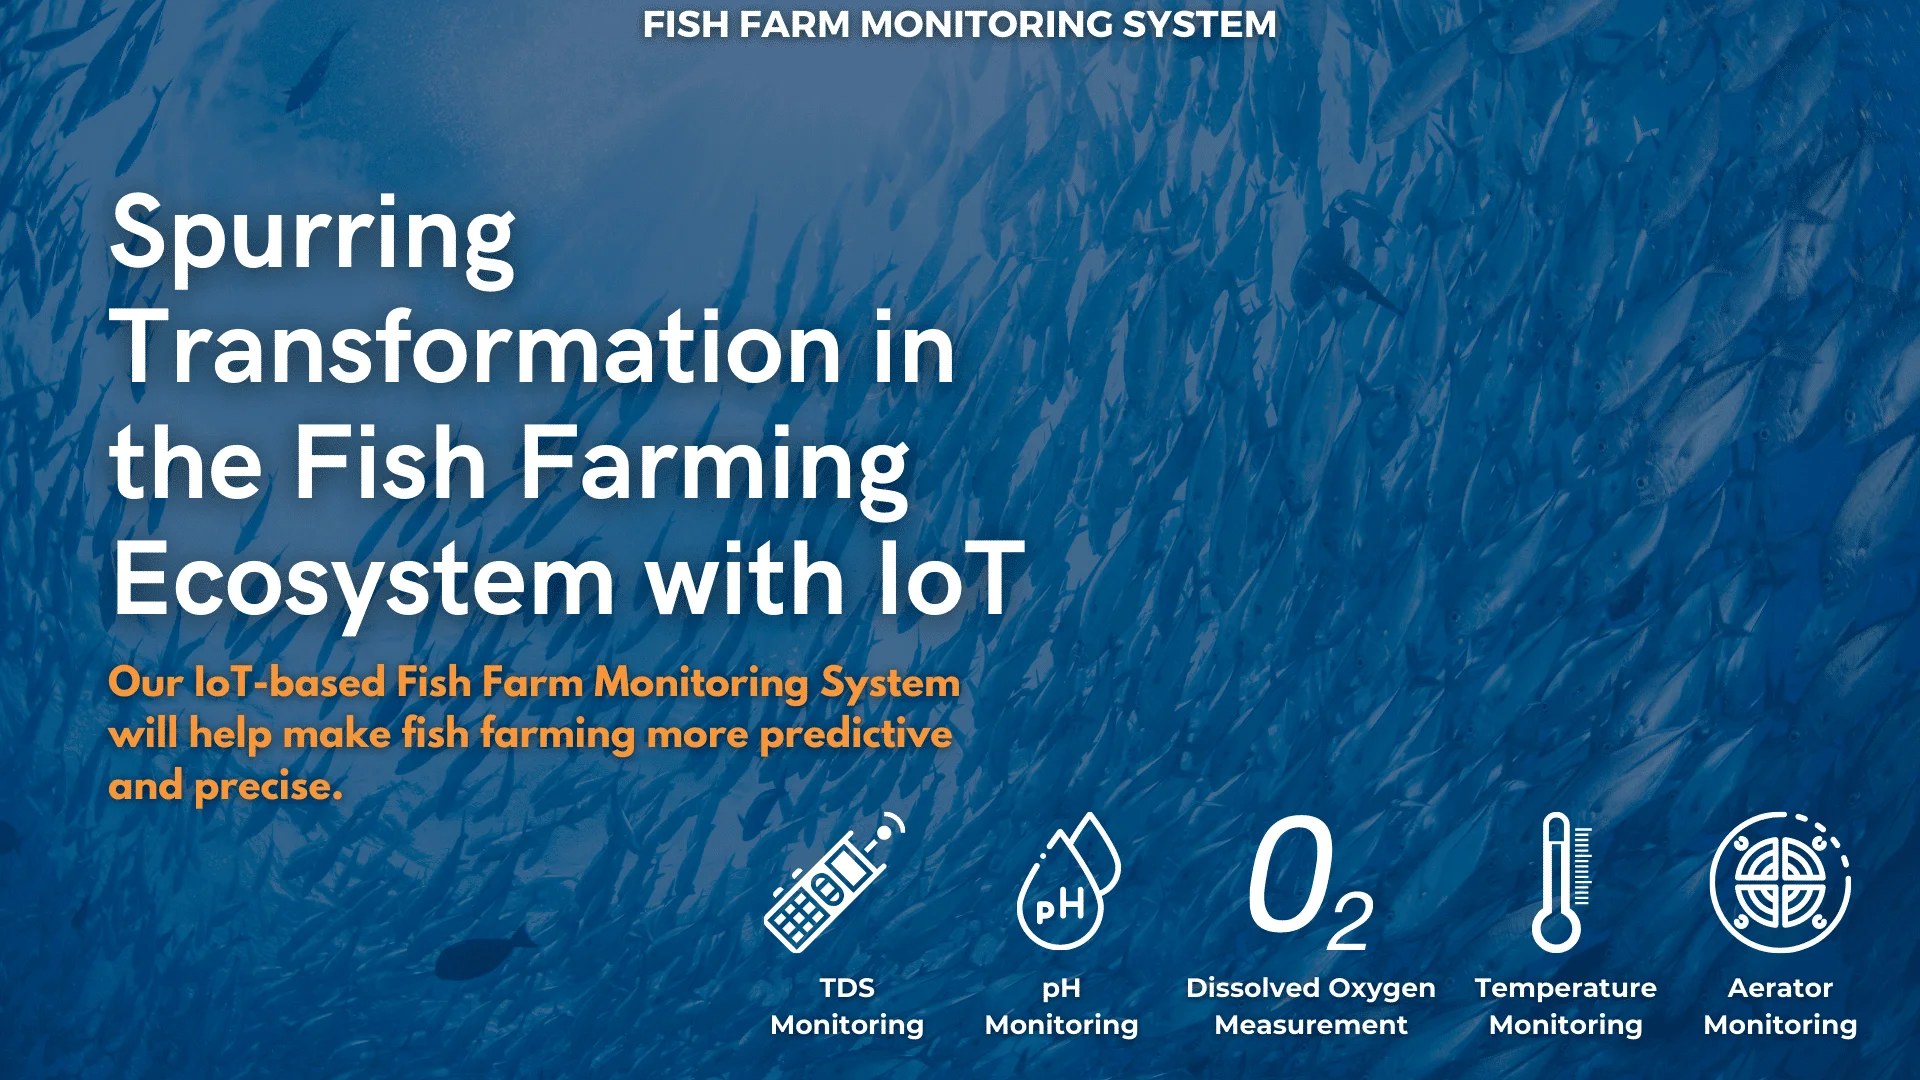 FISH FARM MONITORING SYSTEM
Spurring
Transformation in
the Fish Farming
Ecosystem with IoT
Our IoT-based Fish Farm Monitoring System
will help make fish farming more predictive
and precise.
pH
O2
TDS
Monitoring
pH
Monitoring
Dissolved Oxygen
Measurement
Temperature
Monitoring
Aerator
Monitoring